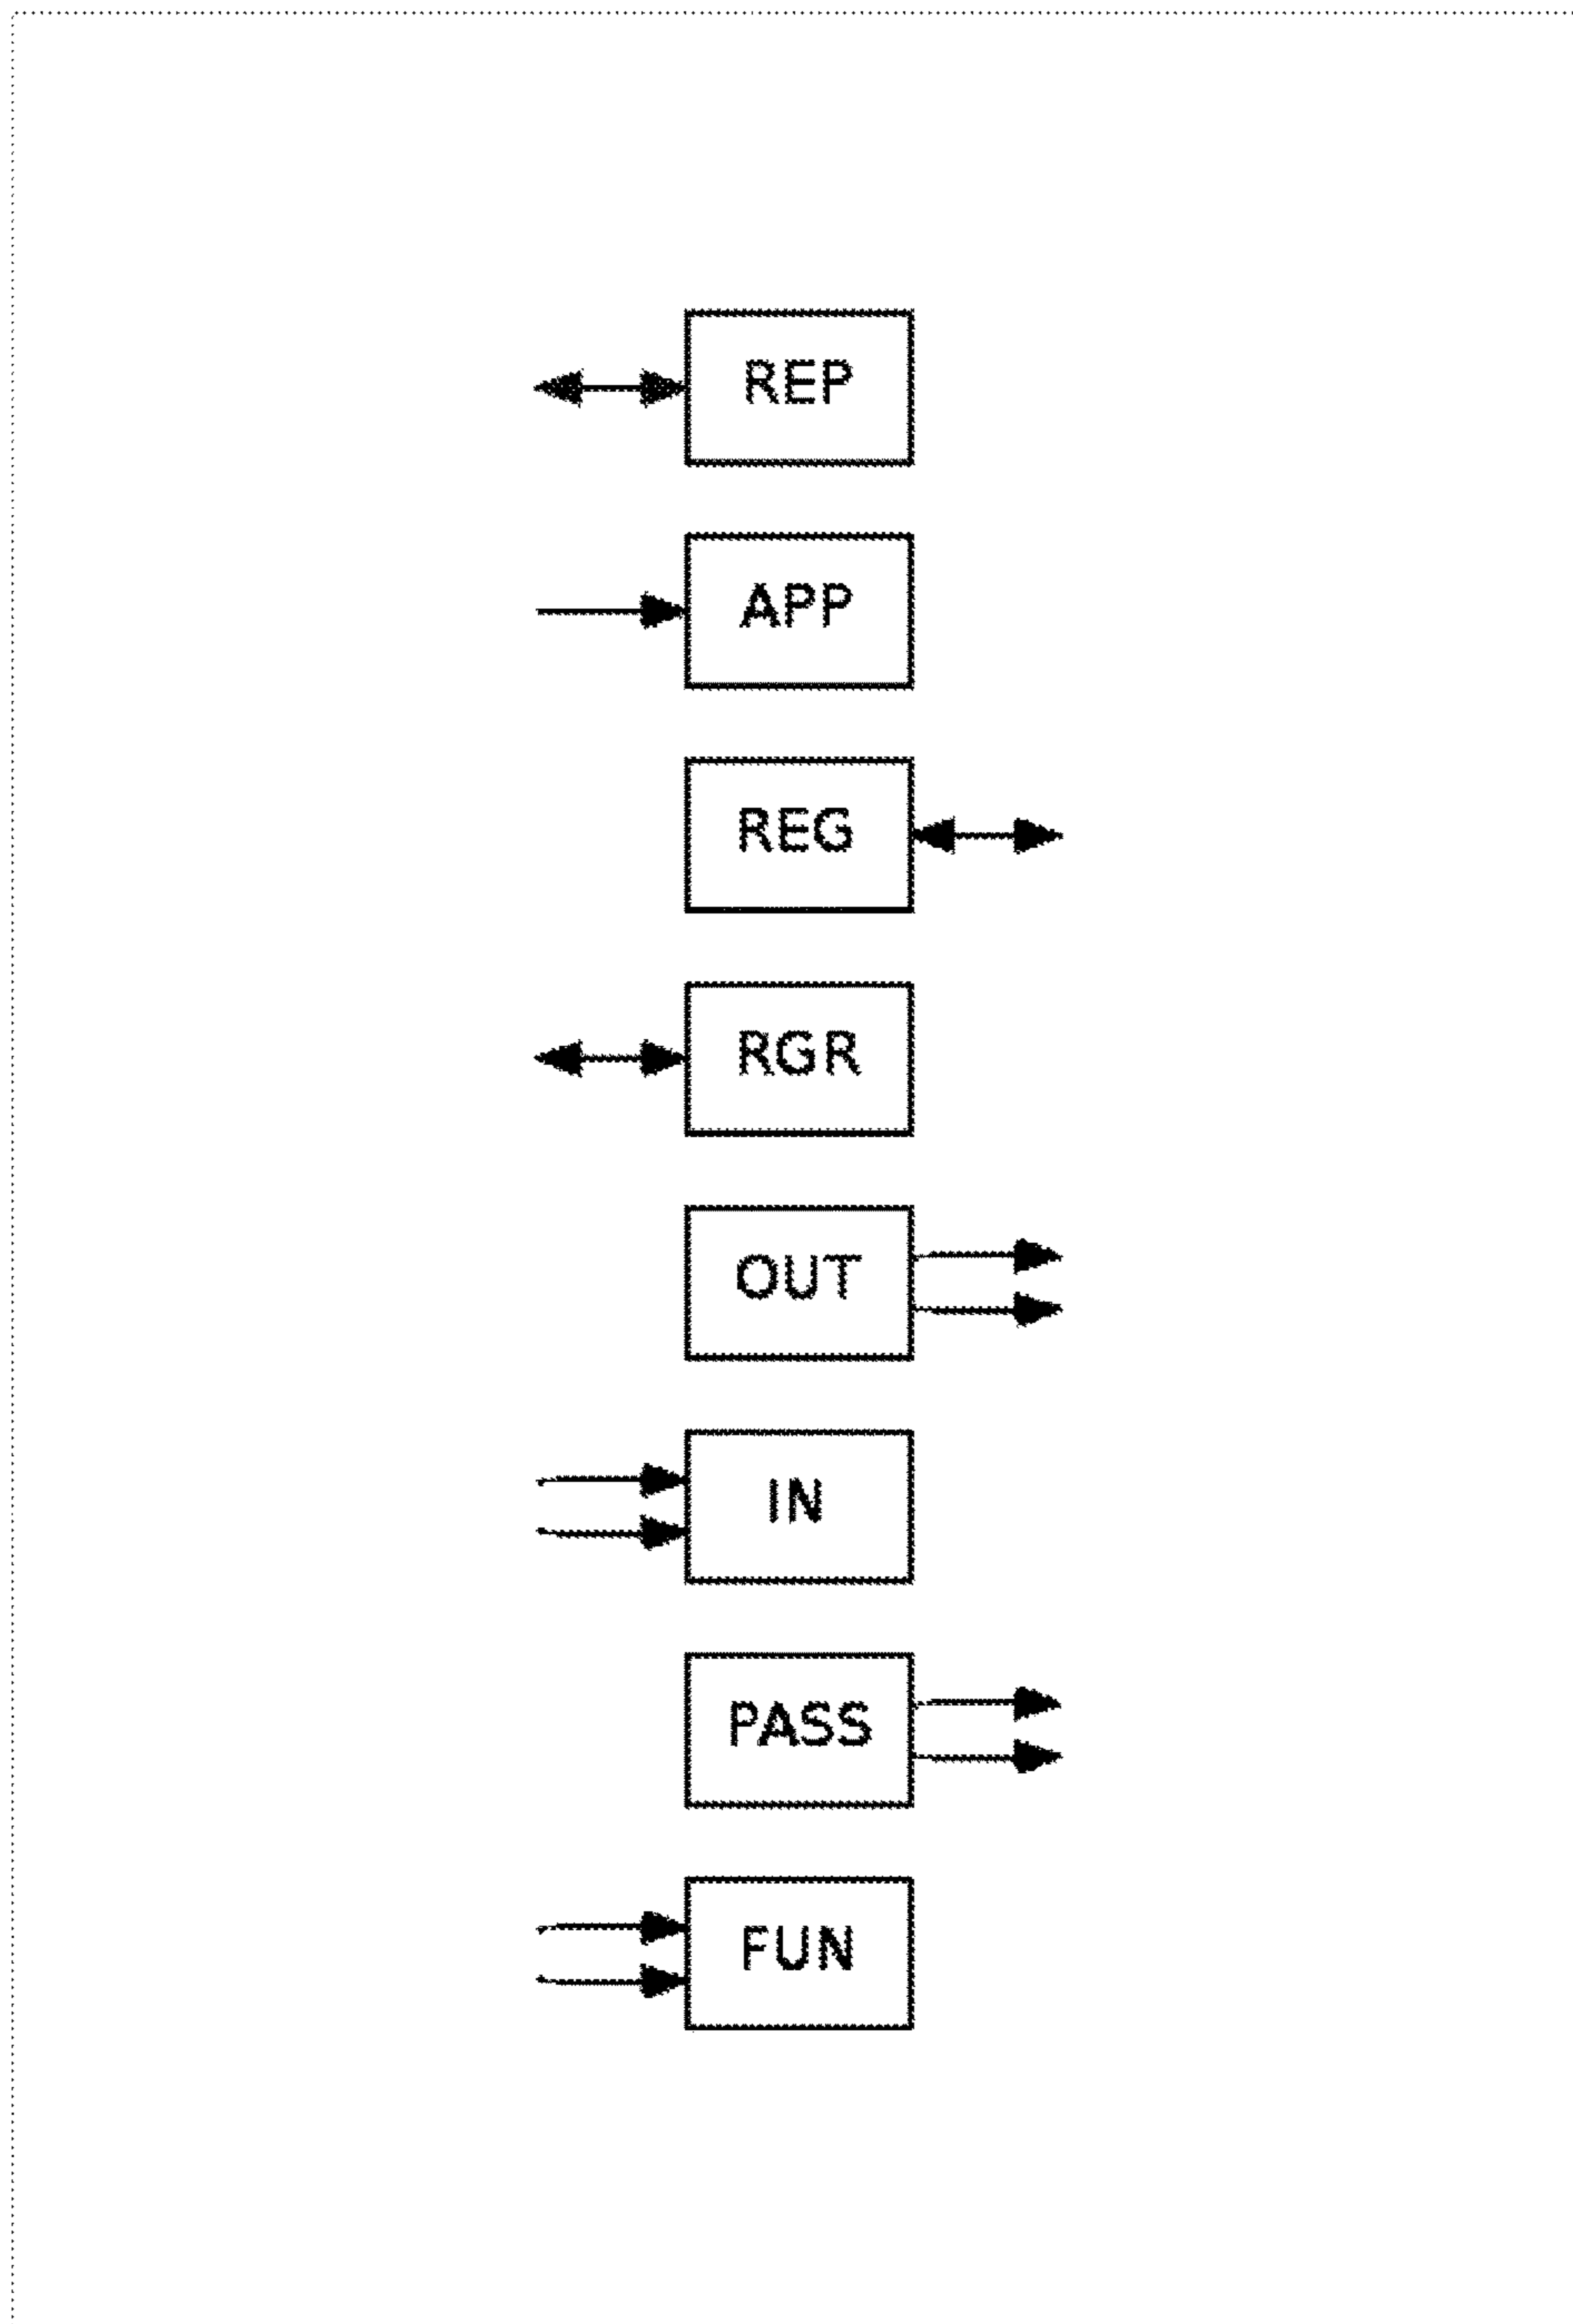 REP
APP
REG
RGR
OUT
IN
PASS
FUN